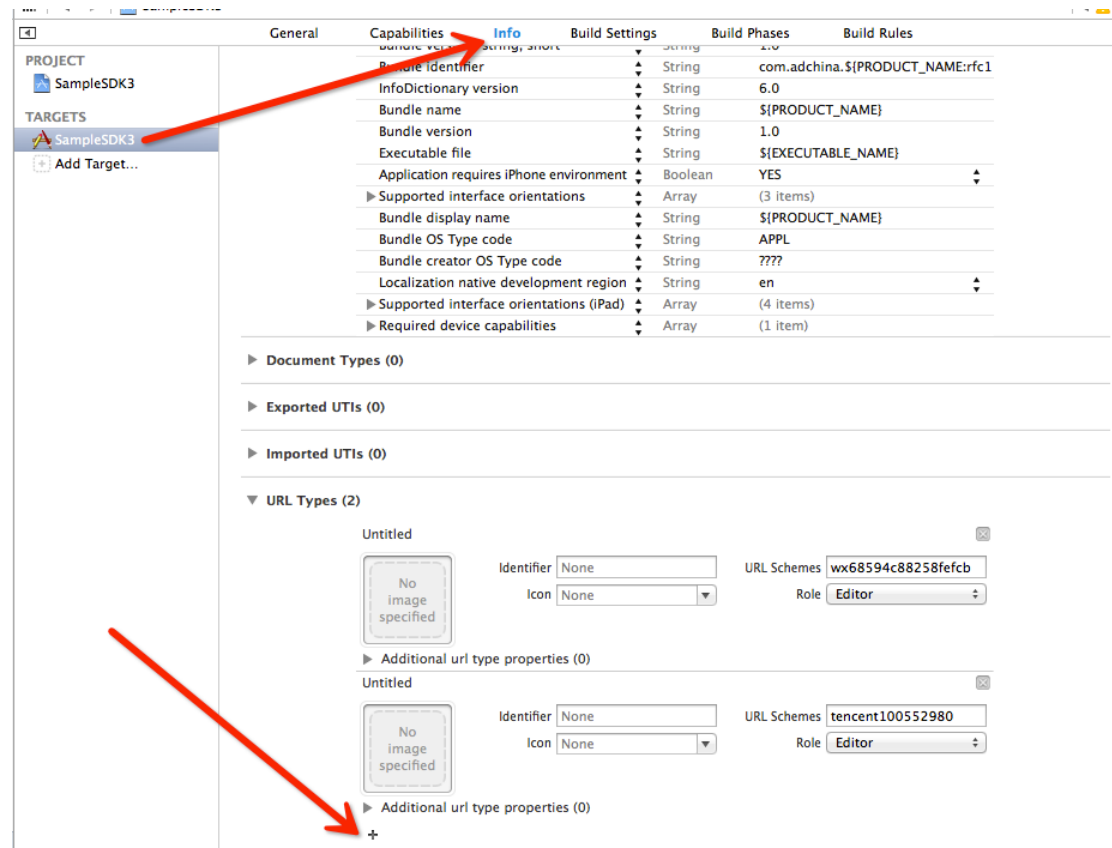 General Capabilities Info Build Settings Build Phases Build Rules
PROJECT
SampleSDK3
TARGETS
SampleSDK3
Add Target...
Bundle identifier String com.adchina.${PRODUCT_NAME:rfc1
InfoDictionary version String 6.0
Bundle name String ${PRODUCT_NAME}
Bundle version String 1.0
Executable file String ${EXECUTABLE_NAME}
Application requires iPhone environment Boolean YES
Supported interface orientations Array (3 items)
Bundle display name String ${PRODUCT_NAME}
Bundle OS Type code String APPL
Bundle creator OS Type code String ????
Localization native development region String en
Supported interface orientations (iPad) Array (4 items)
Required device capabilities Array (1 item)
Document Types (0)
Exported UTIs (0)
Imported UTIs (0)
URL Types (2)
Untitled
No
image
specified
Identifier None URL Schemes wx68594c88258fefcb
Icon None Role Editor
Additional url type properties (0)
Untitled
No
image
specified
Identifier None URL Schemes tencent100552980
Icon None Role Editor
Additional url type properties (0)